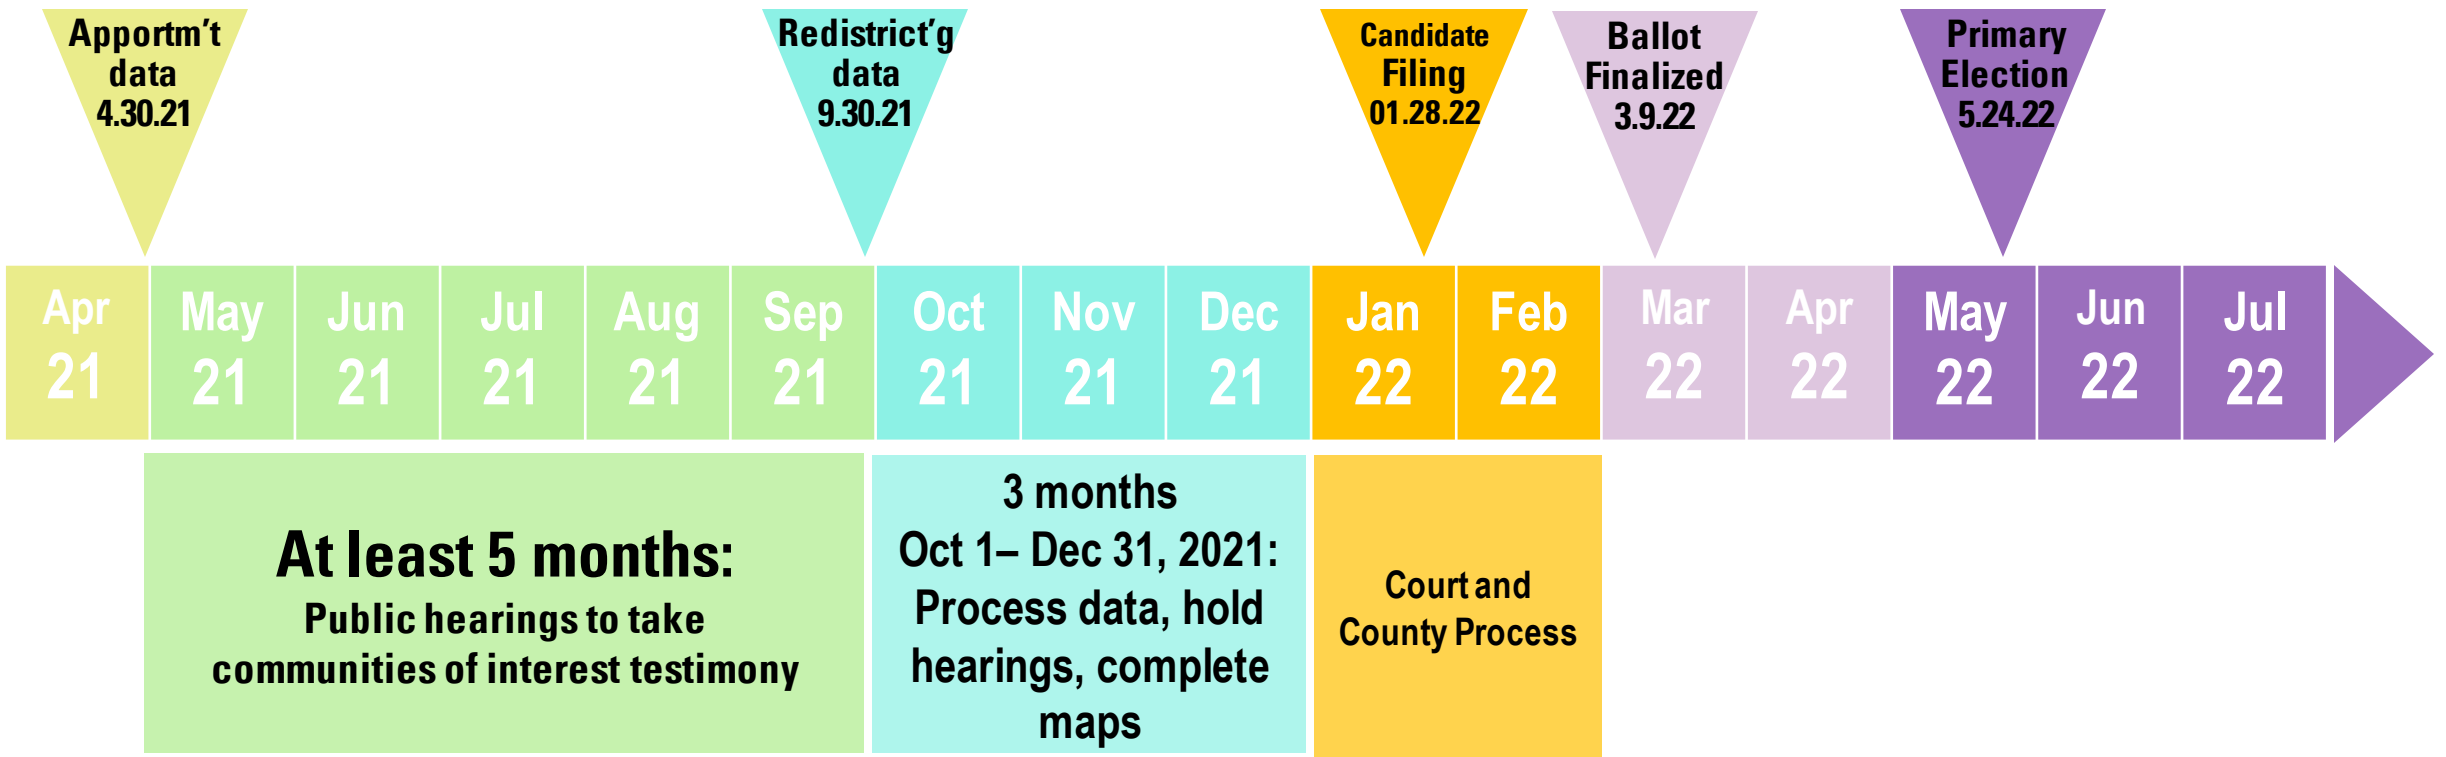 Apportm't
data
4.30.21
Redistrict'g
data
9.30.21
Candidate
Filing
01.28.22
Ballot
Finalized
3.9.22
Primary
Election
5.24.22
Apr
21
May
21
Jun
21
Jul
21
Aug
21
Sep
21
Oct
21
Nov
21
Dec
21
Jan
22
Feb
22
Mar
22
Apr
22
May
22
Jun
22
Jul
22
At least 5 months:
Public hearings to take
communities of interest testimony
3 months
Oct 1– Dec 31, 2021:
Process data, hold
hearings, complete
maps
Court and
County Process